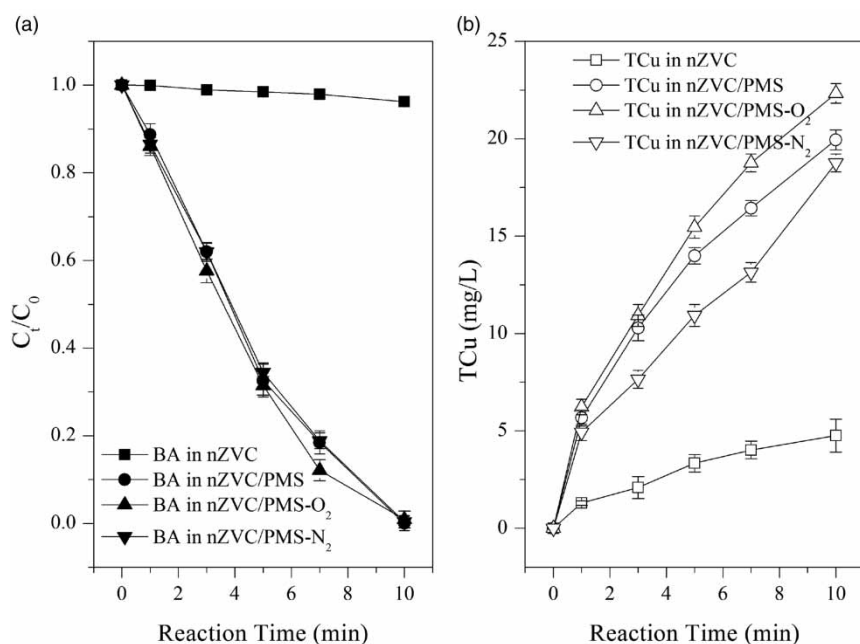 (a)
1.0
0.8
0.6
0.4
0.2
0.0
Cₜ/C₀
BA in nZVC
BA in nZVC/PMS
BA in nZVC/PMS-O₂
BA in nZVC/PMS-N₂
0 2 4 6 8 10
Reaction Time (min)
(b)
25
20
15
10
5
0
TCu (mg/L)
TCu in nZVC
TCu in nZVC/PMS
TCu in nZVC/PMS-O₂
TCu in nZVC/PMS-N₂
0 2 4 6 8 10
Reaction Time (min)